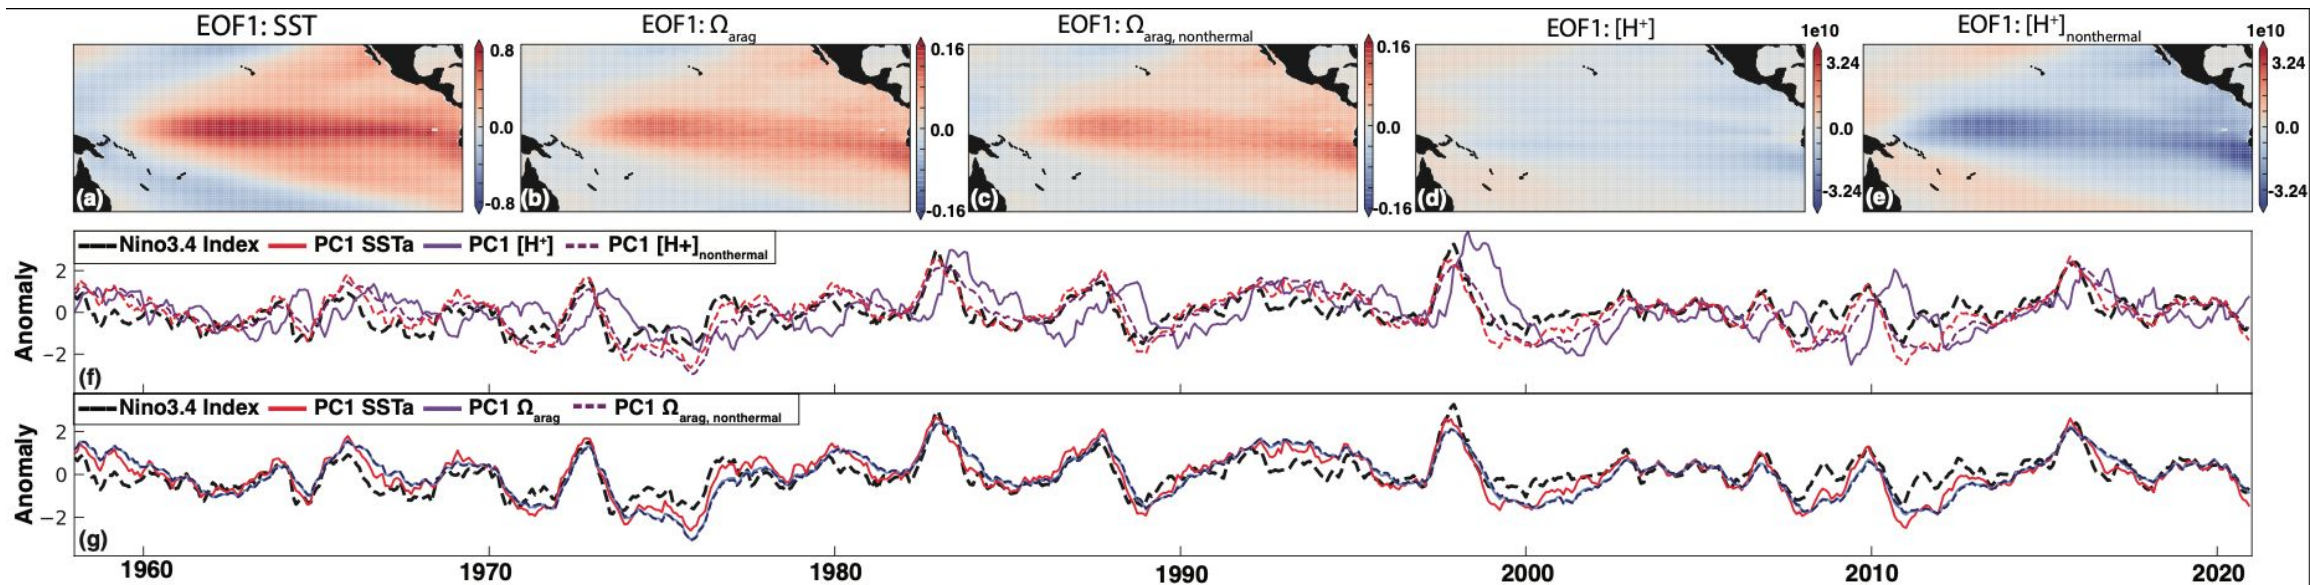 EOF1: SST
EOF1: Ωarag
EOF1: Ωarag, nonthermal
EOF1: [H+]
1e10
EOF1: [H+]nonthermal
1e10
0.8
0.0
-0.8
0.16
0.0
-0.16
0.16
0.0
-0.16
3.24
0.0
-3.24
3.24
0.0
-3.24
(a)
(b)
(c)
(d)
(e)
Nino3.4 Index
PC1 SSTa
PC1 [H+]
PC1 [H+]nonthermal
Anomaly
2
0
−2
(f)
Nino3.4 Index
PC1 SSTa
PC1 Ωarag
PC1 Ωarag, nonthermal
Anomaly
2
0
−2
(g)
1960
1970
1980
1990
2000
2010
2020